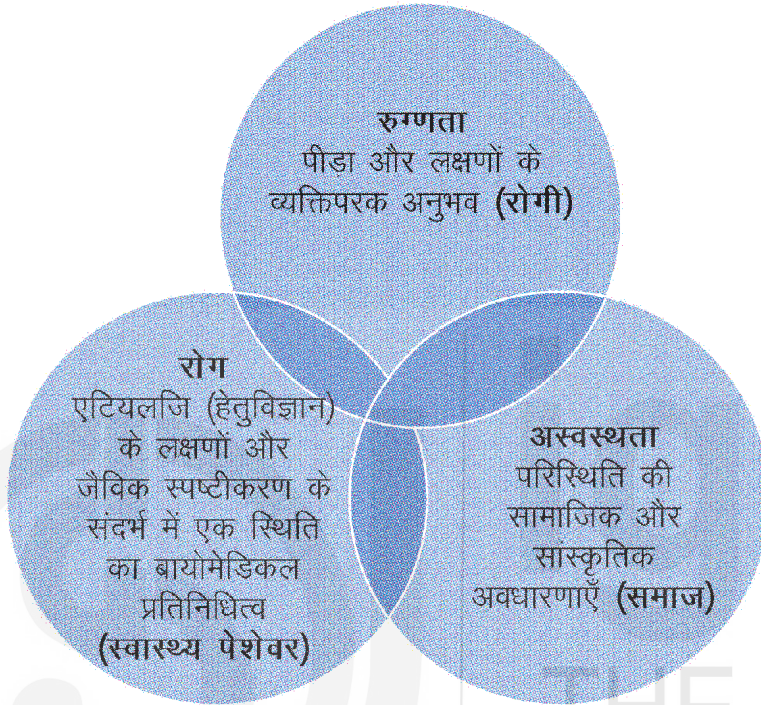 रुग्णता
पीड़ा और लक्षणों के
व्यक्तिपरक अनुभव (रोगी)
रोग
एटियलजि (हेतुविज्ञान)
के लक्षणों और
जैविक स्पष्टीकरण के
संदर्भ में एक स्थिति
का बायोमेडिकल
प्रतिनिधित्व
(स्वास्थ्य पेशेवर)
अस्वस्थता
परिस्थिति की
सामाजिक और
सांस्कृतिक
अवधारणाएँ (समाज)
THE